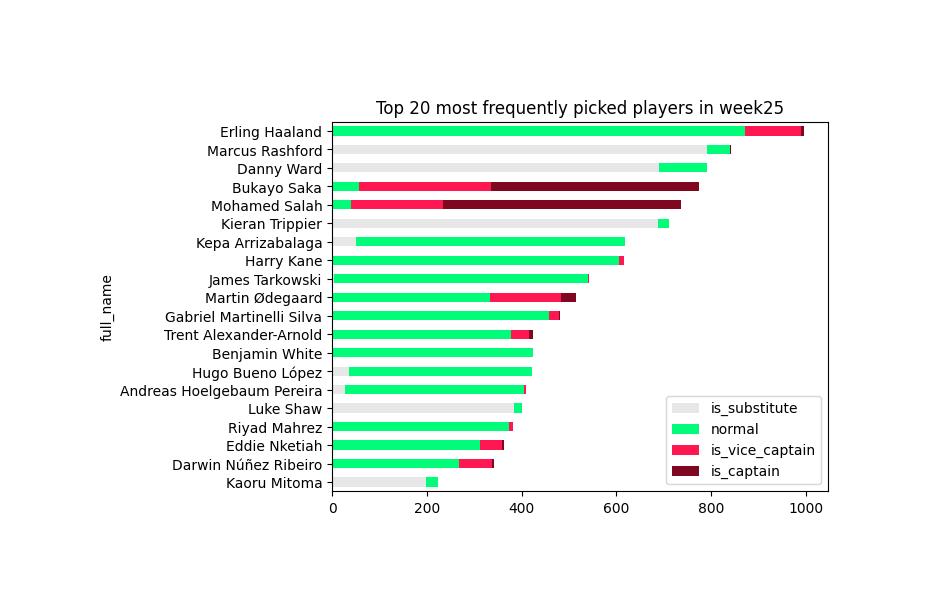 Top 20 most frequently picked players in week25
full_name
Erling Haaland
Marcus Rashford
Danny Ward
Bukayo Saka
Mohamed Salah
Kieran Trippier
Kepa Arrizabalaga
Harry Kane
James Tarkowski
Martin Ødegaard
Gabriel Martinelli Silva
Trent Alexander-Arnold
Benjamin White
Hugo Bueno López
Andreas Hoelgebaum Pereira
Luke Shaw
Riyad Mahrez
Eddie Nketiah
Darwin Núñez Ribeiro
Kaoru Mitoma
is_substitute
normal
is_vice_captain
is_captain
0 200 400 600 800 1000